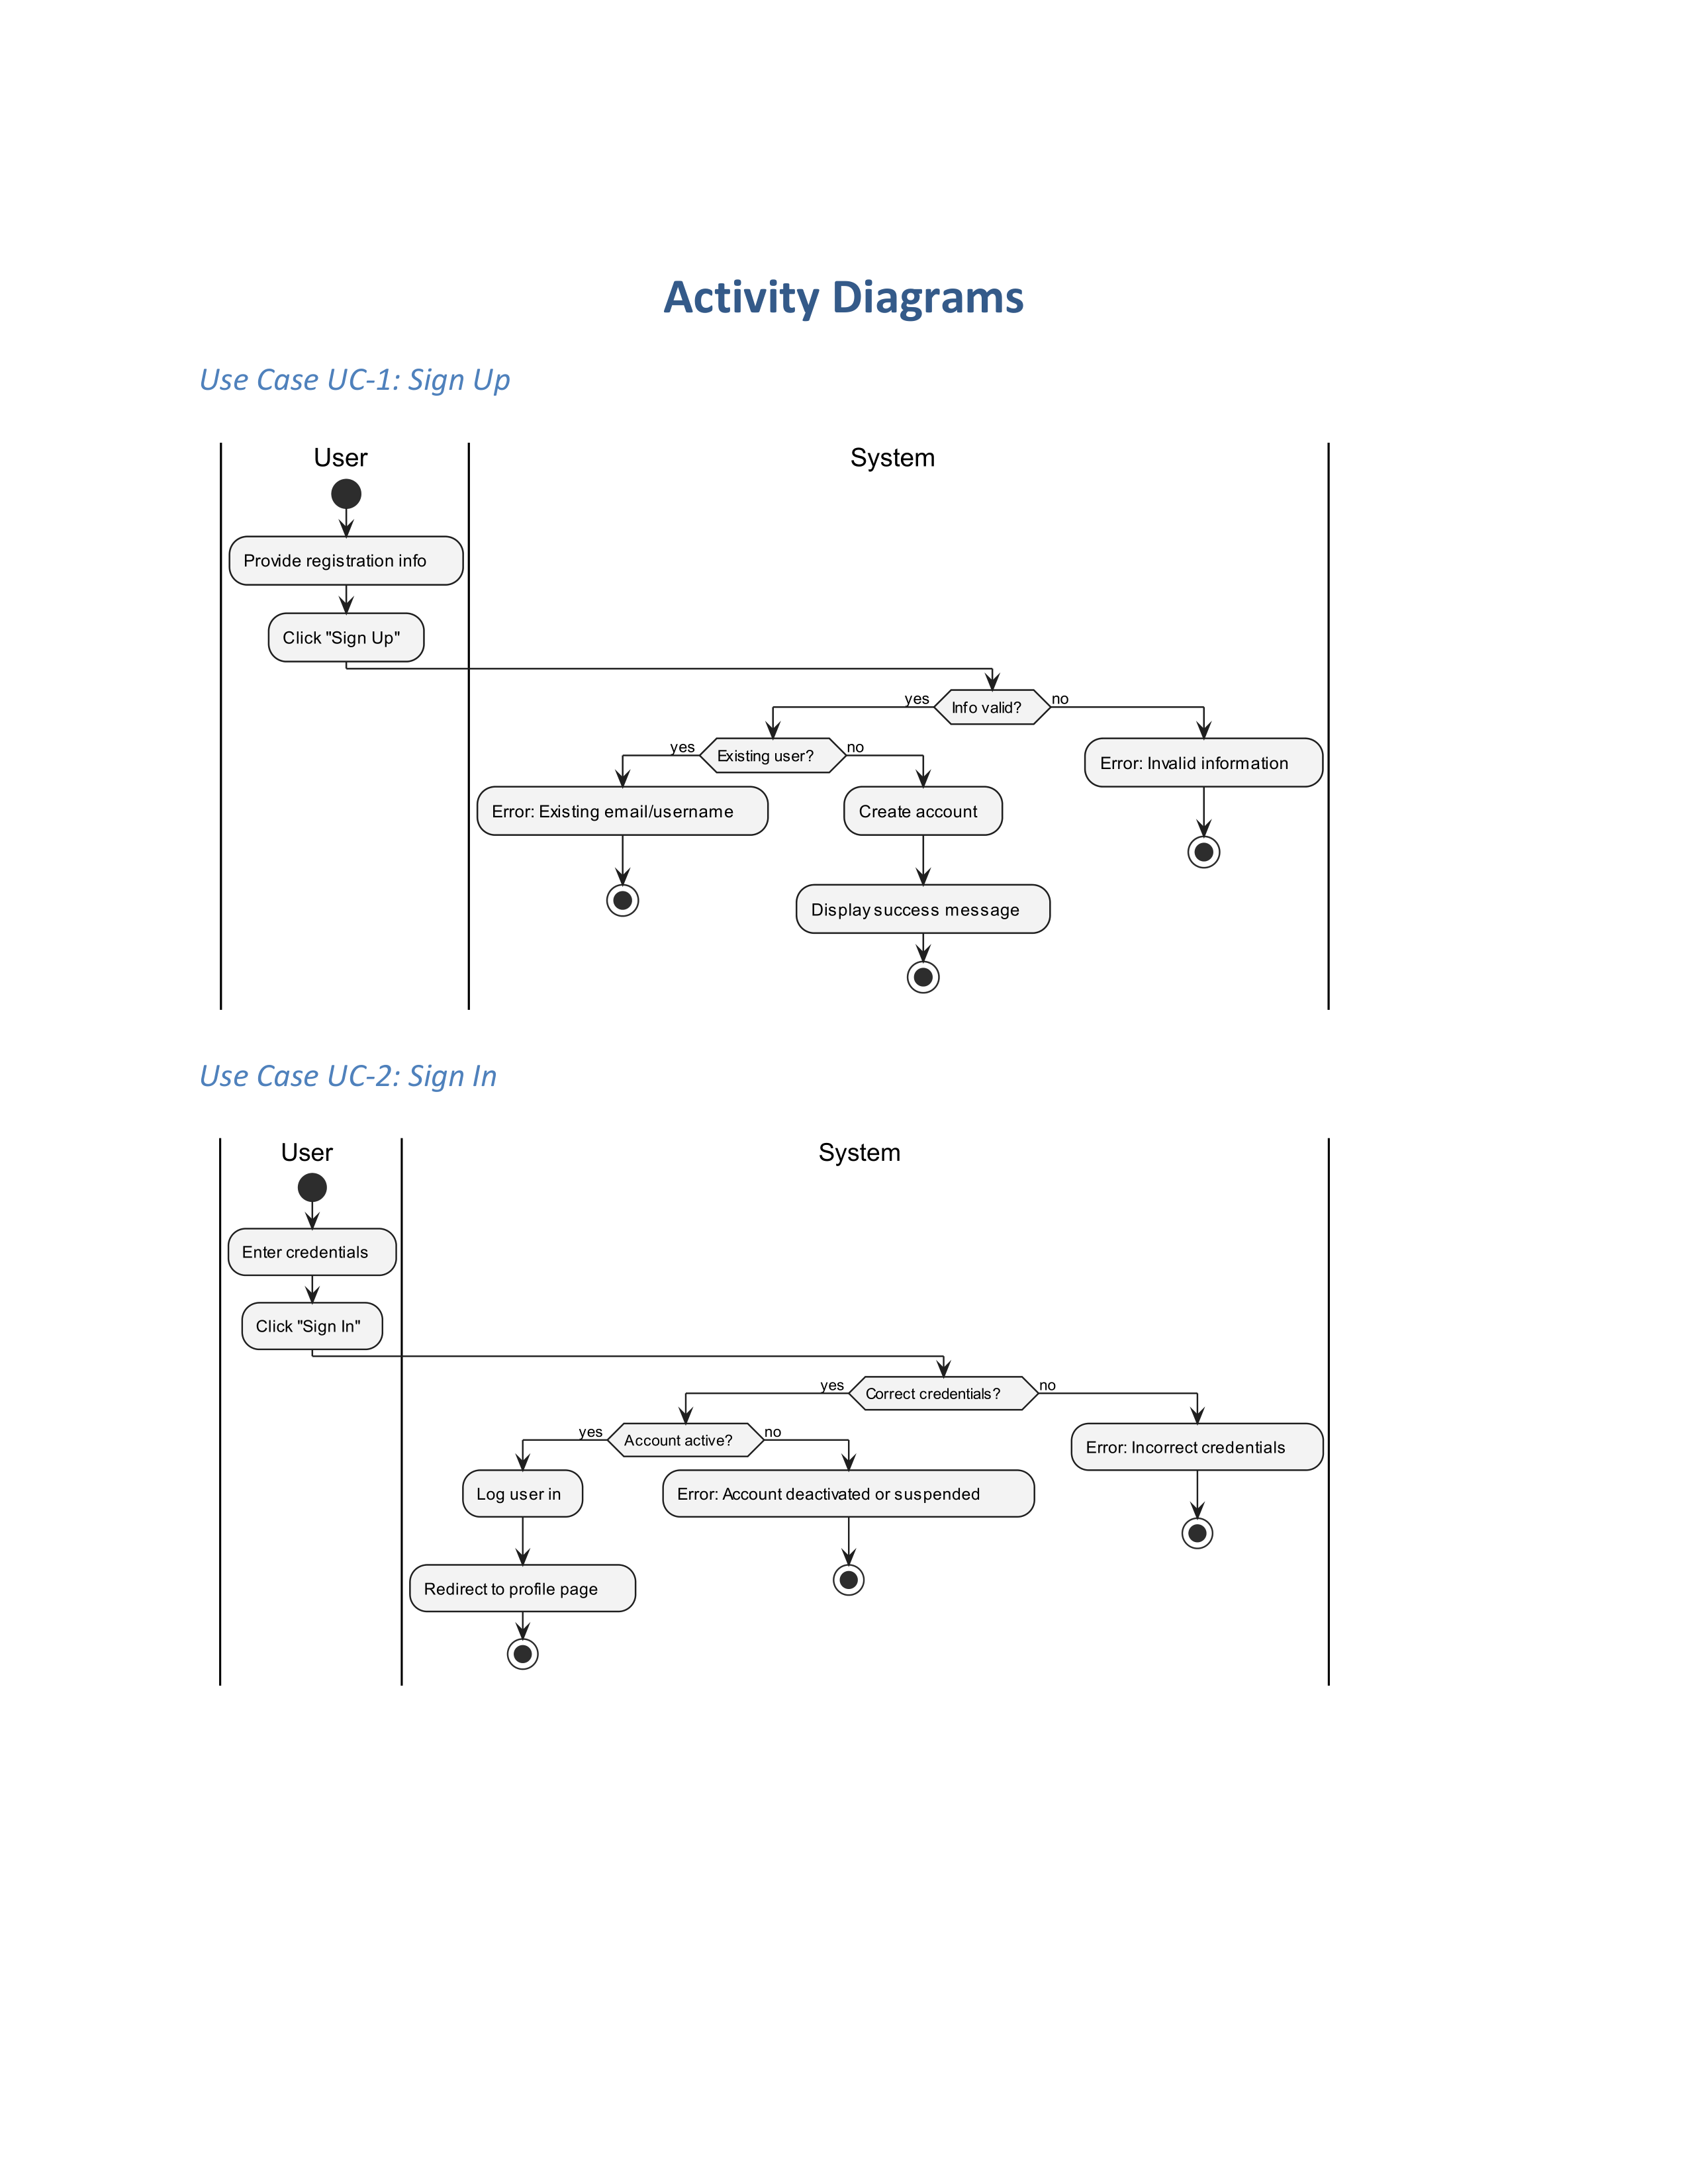 Activity Diagrams
Use Case UC-1: Sign Up
User
System
Provide registration info
Click "Sign Up"
yes
Info valid?
no
yes
Existing user?
no
Error: Invalid information
Error: Existing email/username
Create account
Display success message
Use Case UC-2: Sign In
User
System
Enter credentials
Click "Sign In"
yes
Correct credentials?
no
yes
Account active?
no
Error: Incorrect credentials
Log user in
Error: Account deactivated or suspended
Redirect to profile page